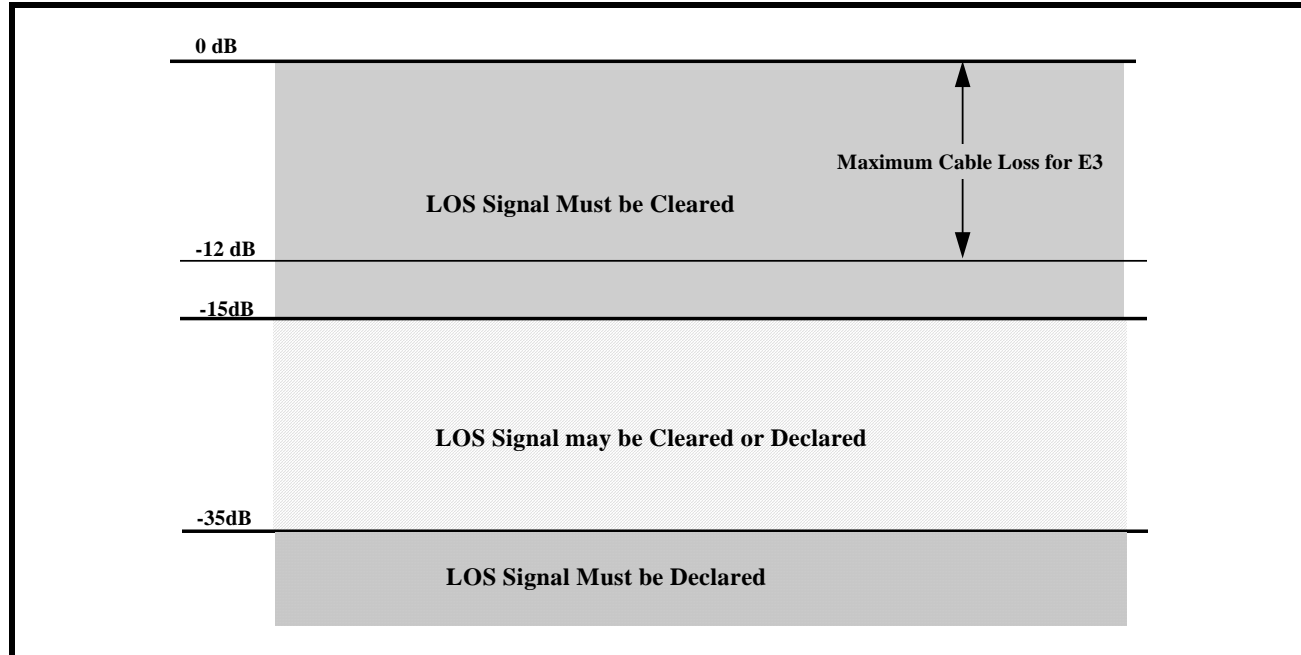 0 dB
Maximum Cable Loss for E3
LOS Signal Must be Cleared
-12 dB
-15dB
LOS Signal may be Cleared or Declared
-35dB
LOS Signal Must be Declared